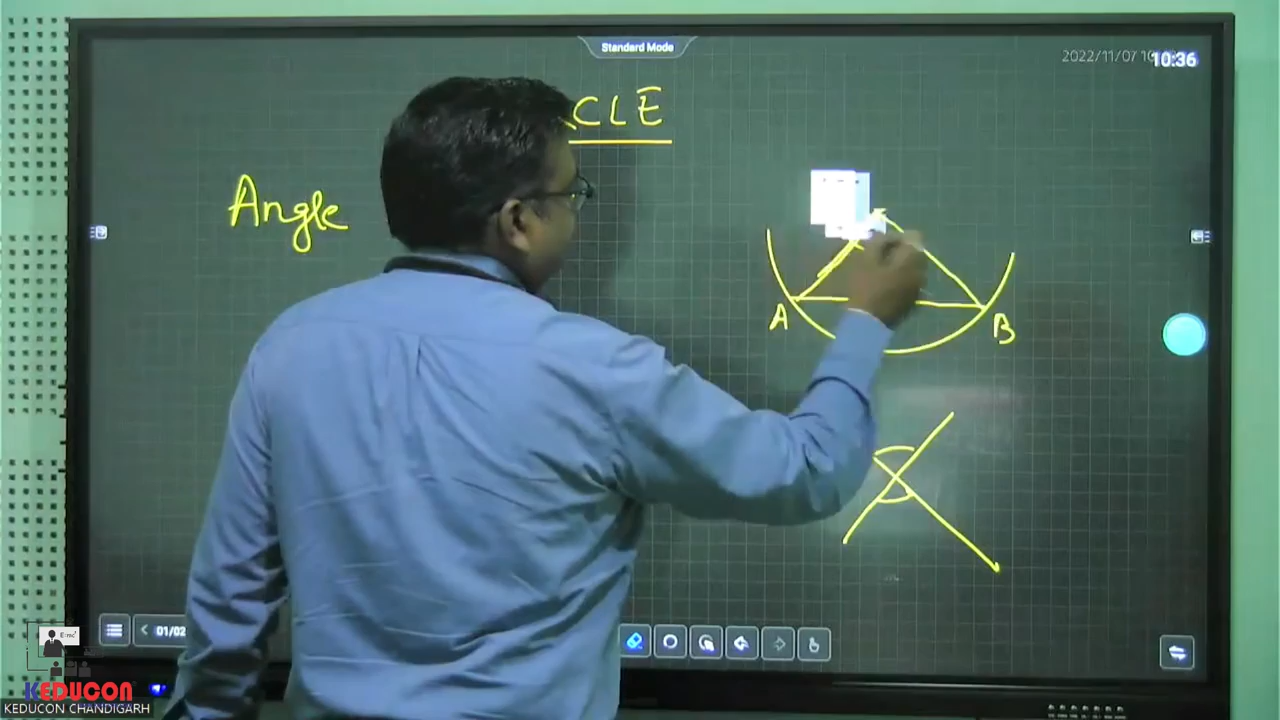 Standard Mode
2022/11/07 10:36
CLE
Angle
A
B
01/02
KEDUCON
KEDUCON CHANDIGARH